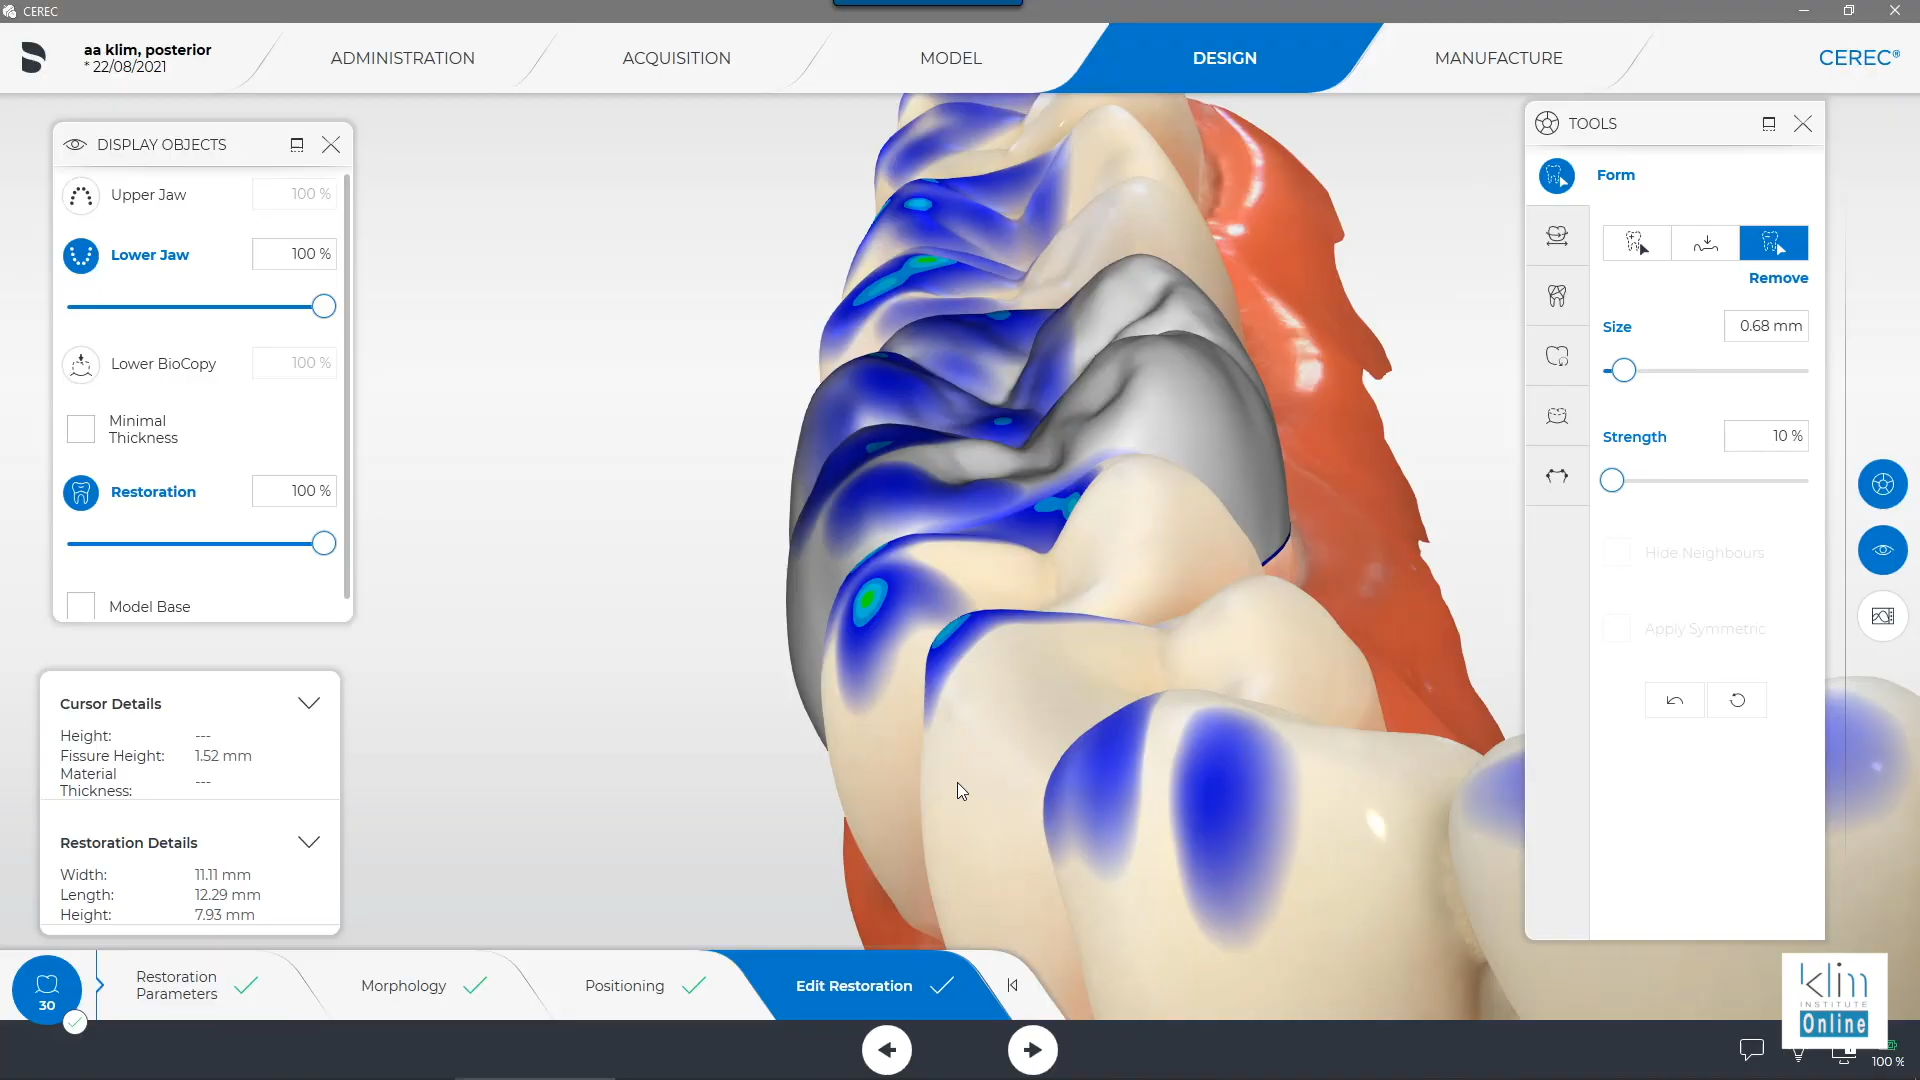 CEREC
aa klim, posterior
* 22/08/2021
ADMINISTRATION
ACQUISITION
MODEL
DESIGN
MANUFACTURE
CEREC®
DISPLAY OBJECTS
Upper Jaw 100 %
Lower Jaw 100 %
Lower BioCopy 100 %
Minimal
Thickness
Restoration 100 %
Model Base
Cursor Details
Height: ---
Fissure Height: 1.52 mm
Material
Thickness: ---
Restoration Details
Width: 11.11 mm
Length: 12.29 mm
Height: 7.93 mm
TOOLS
Form
Remove
Size 0.68 mm
Strength 10 %
Hide Neighbours
Apply Symmetric
30
Restoration
Parameters
Morphology
Positioning
Edit Restoration
klim
INSTITUTE
Online
100 %